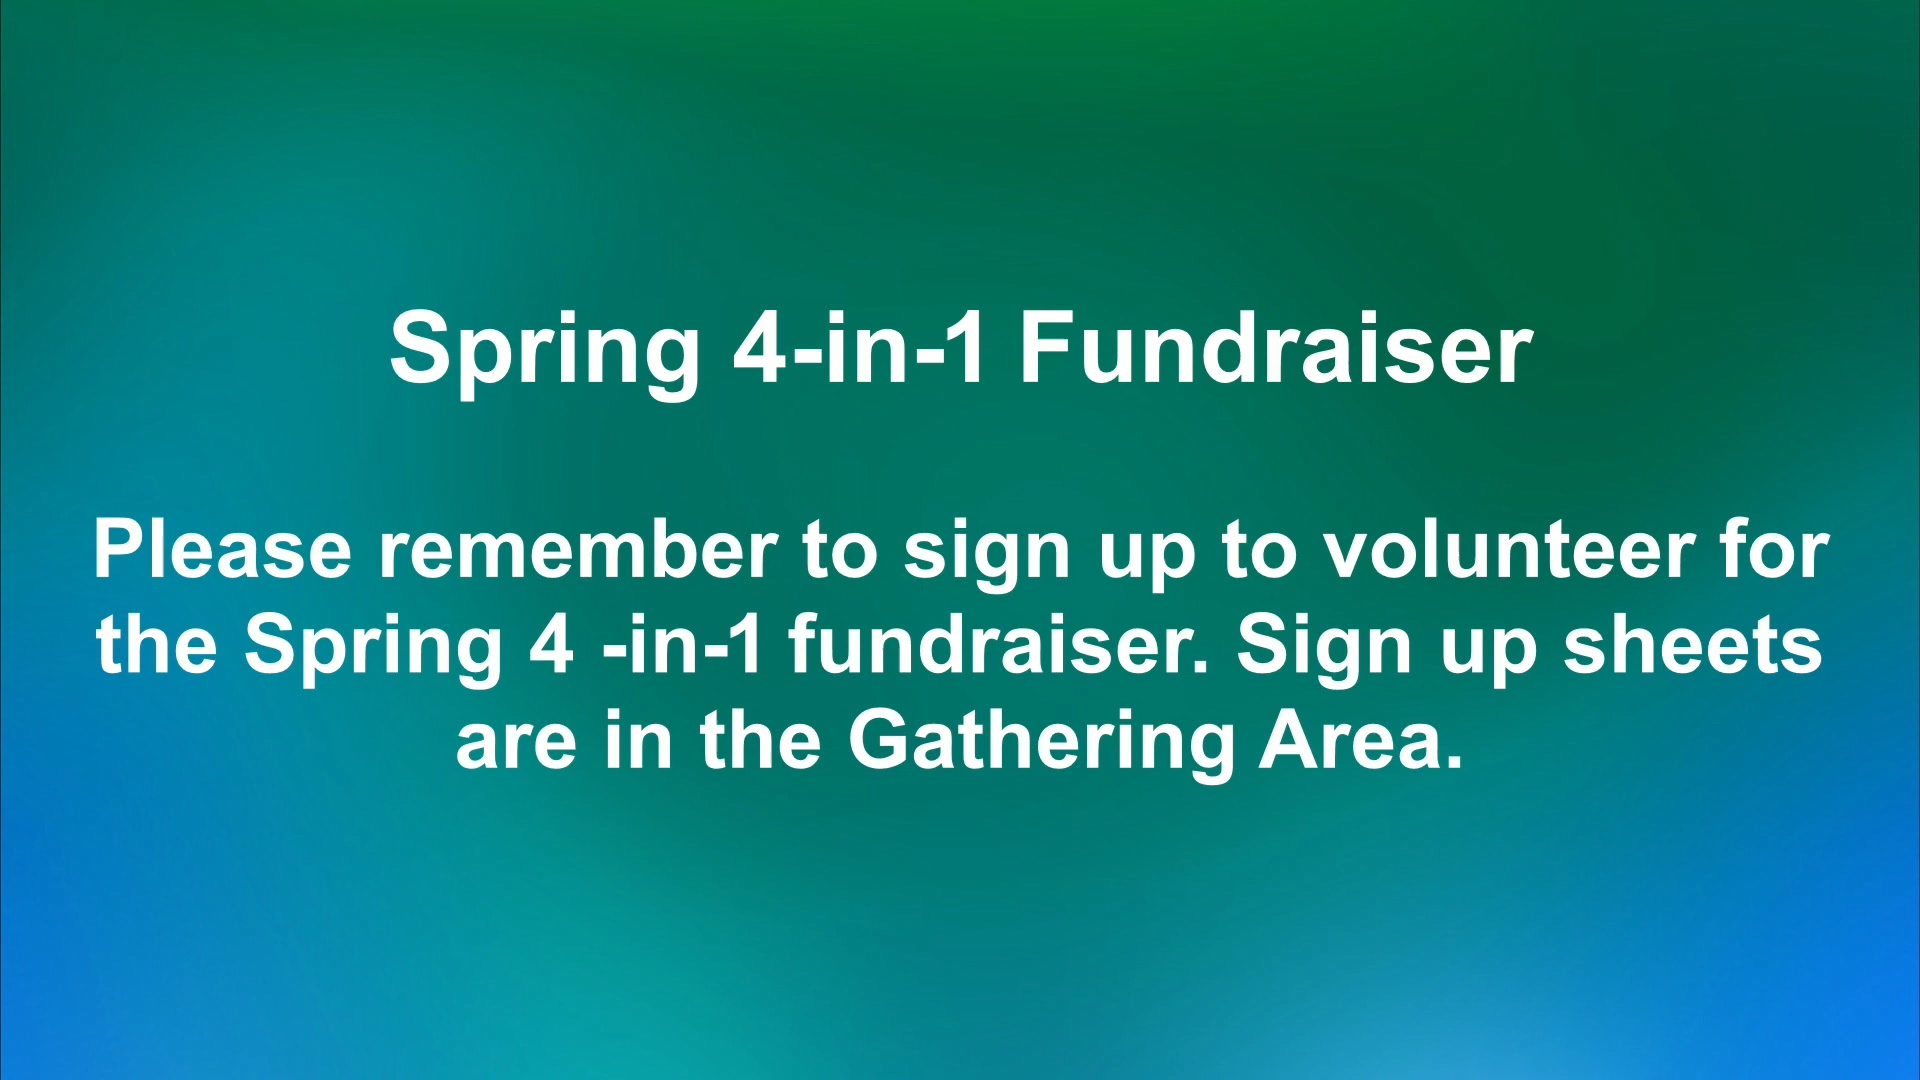 Spring 4-in-1 Fundraiser
Please remember to sign up to volunteer for
the Spring 4 -in-1 fundraiser. Sign up sheets
are in the Gathering Area.